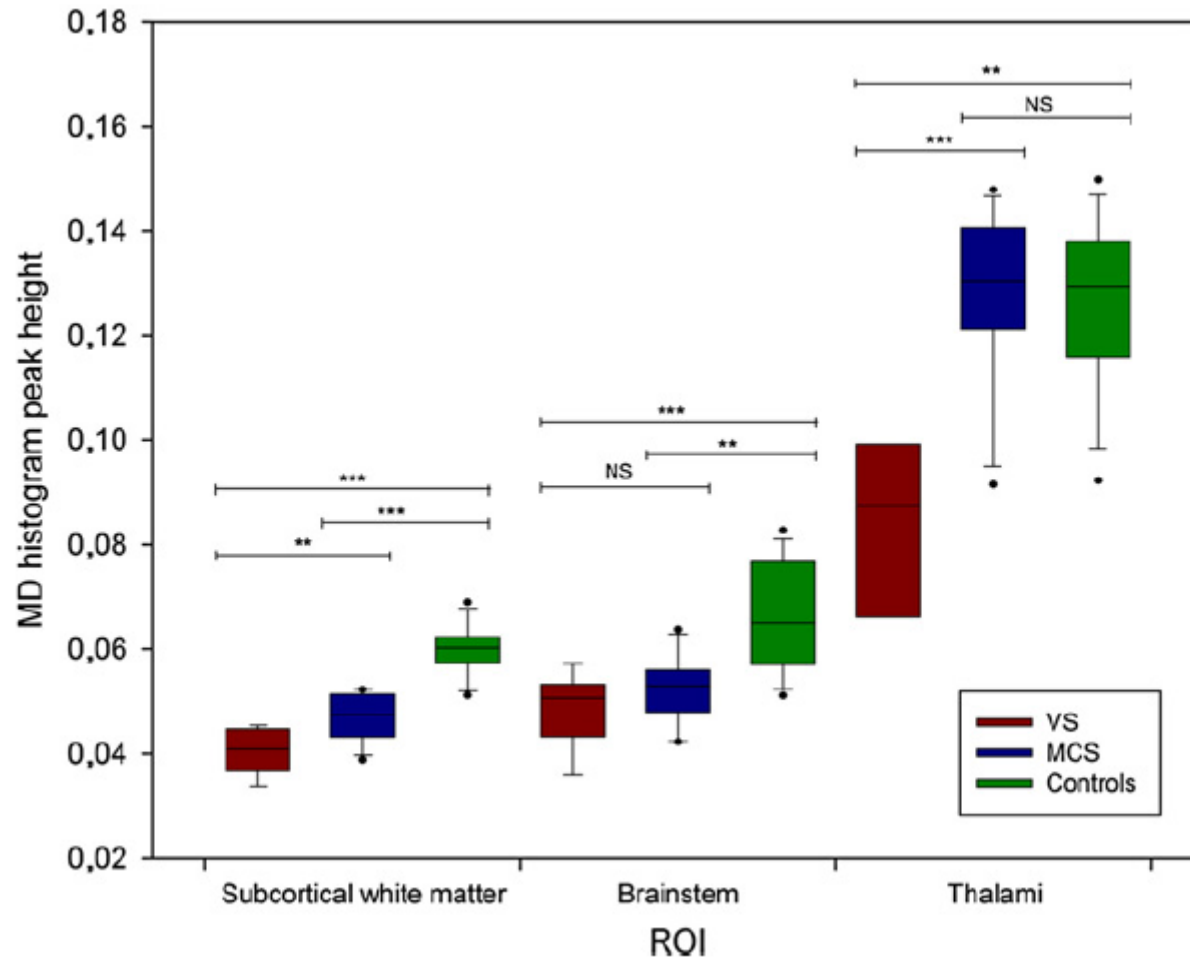 0,18
**
NS
0,16
***
0,14
0,12
MD histogram peak height
***
0,10
**
NS
***
***
0,08
**
0,06
VS
MCS
0,04
Controls
0,02
Subcortical white matter
Brainstem
Thalami
ROI